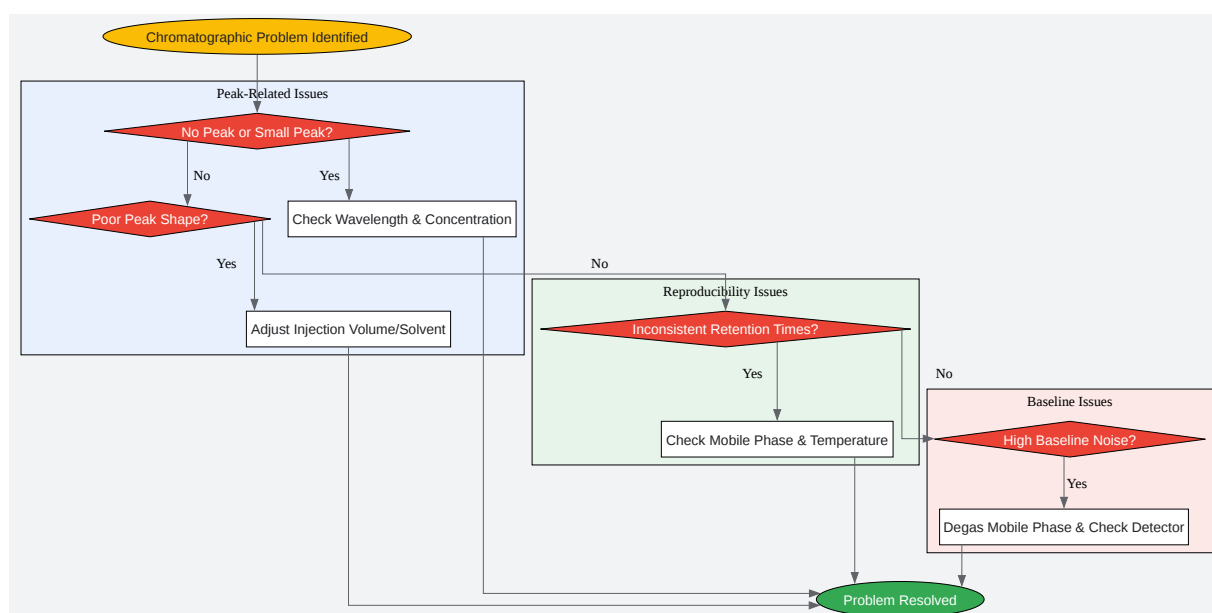 Chromatographic Problem Identified
Peak-Related Issues
No Peak or Small Peak?
No
Yes
Poor Peak Shape?
Check Wavelength & Concentration
Yes
No
Reproducibility Issues
Adjust Injection Volume/Solvent
Inconsistent Retention Times?
Yes
No
Baseline Issues
Check Mobile Phase & Temperature
High Baseline Noise?
Yes
Degas Mobile Phase & Check Detector
Problem Resolved